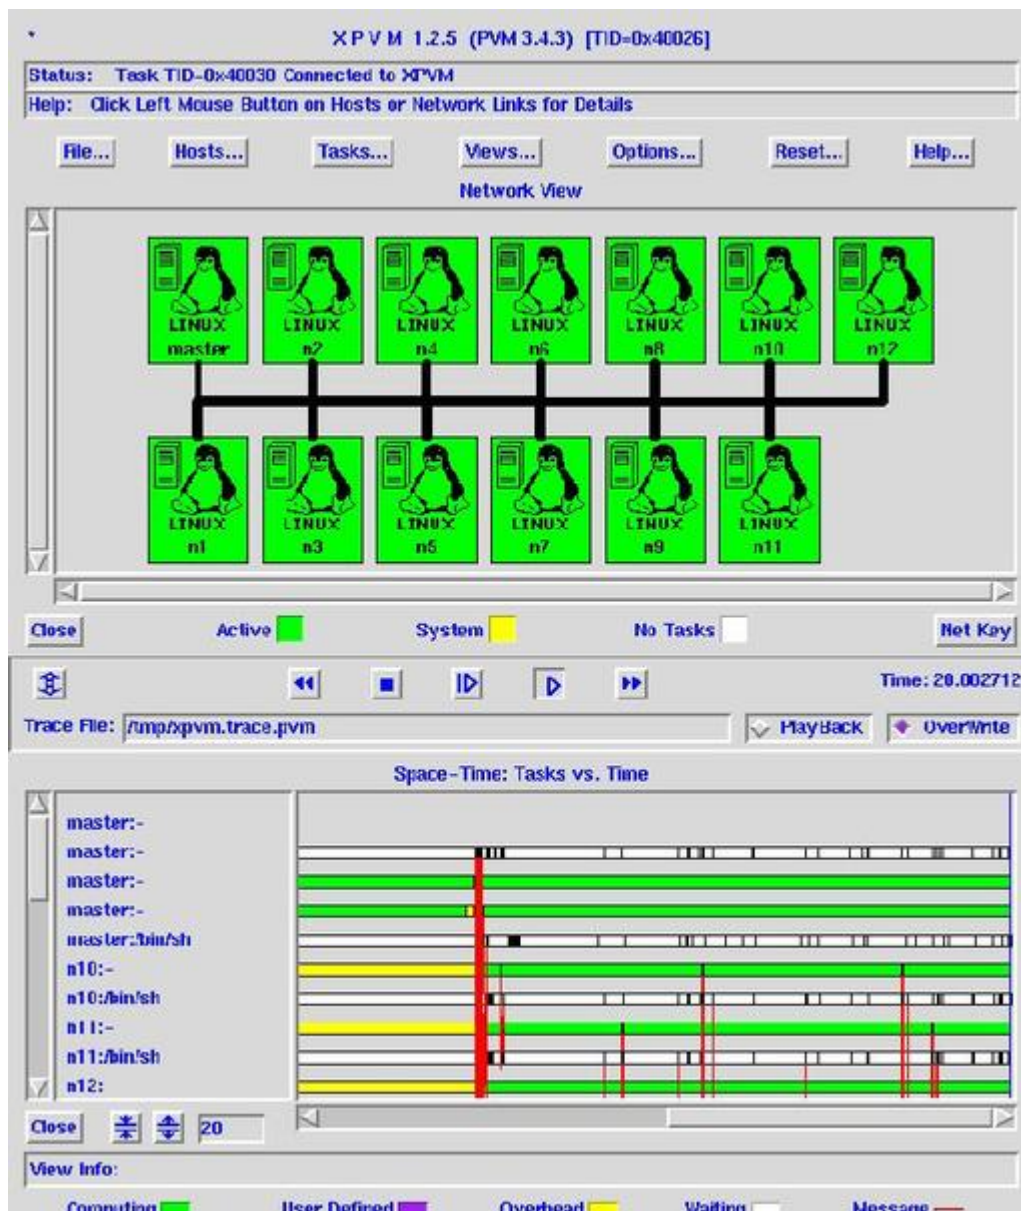 X P V M 1.2.5 (PVM 3.4.3) [TID=0x40026]
Status: Task TID-0x40030 Connected to XPVM
Help: Click Left Mouse Button on Hosts or Network Links for Details
File... Hosts... Tasks... Views... Options... Reset... Help...
Network View
LINUX LINUX LINUX LINUX LINUX LINUX LINUX
master n2 n4 n6 n8 n10 n12
LINUX LINUX LINUX LINUX LINUX LINUX
n1 n3 n5 n7 n9 n11
Close Active System No Tasks Net Key
Time: 20.002712
Trace File: /tmp/xpvm.trace.pvm PlayBack OverWrite
Space-Time: Tasks vs. Time
master:-
master:-
master:-
master:-
master:/bin/sh
n10:-
n10:/bin/sh
n11:-
n11:/bin/sh
n12:
Close 20
View Info:
Computing User Defined Overhead Waiting Message